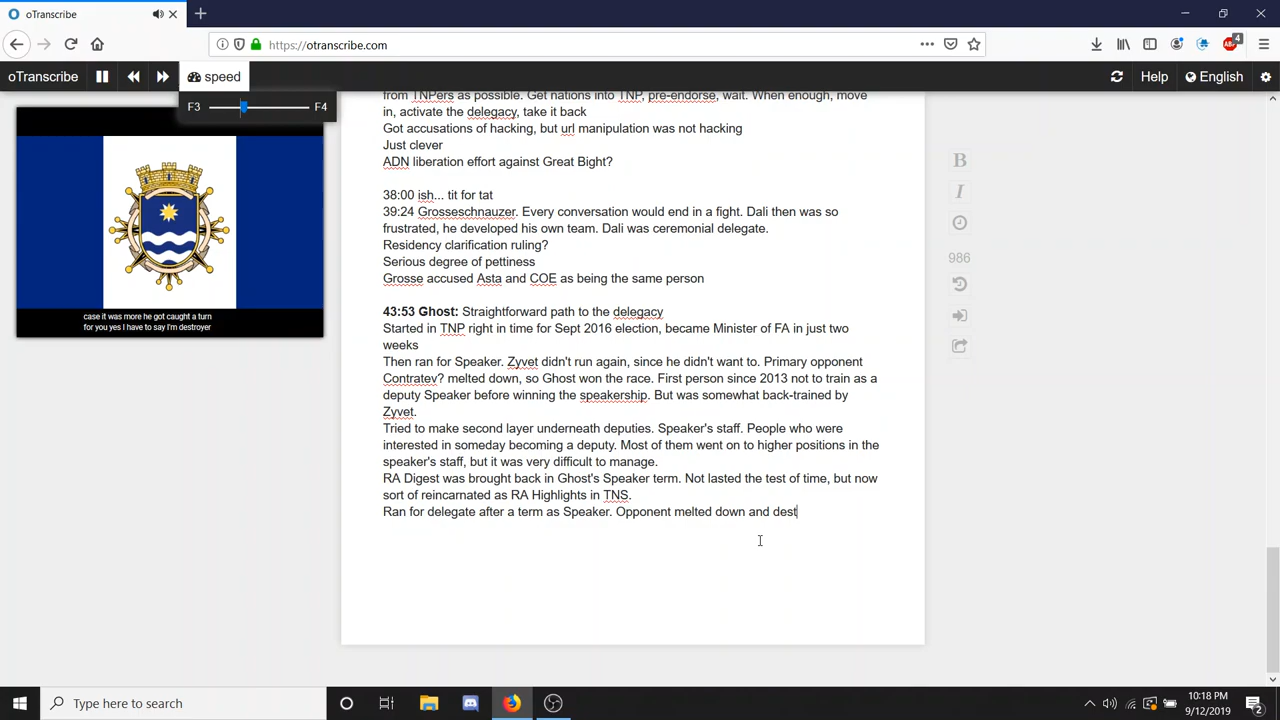 oTranscribe
https://otranscribe.com
4
oTranscribe
speed
Help
English
F3
F4
case it was more he got caught a turn
for you yes I have to say I'm destroyer
from TNPers as possible. Get nations into TNP, pre-endorse, wait. When enough, move
in, activate the delegacy, take it back
Got accusations of hacking, but url manipulation was not hacking
Just clever
ADN liberation effort against Great Bight?
38:00 ish... tit for tat
39:24 Grosseschnauzer. Every conversation would end in a fight. Dali then was so
frustrated, he developed his own team. Dali was ceremonial delegate.
Residency clarification ruling?
Serious degree of pettiness
Grosse accused Asta and COE as being the same person
43:53 Ghost: Straightforward path to the delegacy
Started in TNP right in time for Sept 2016 election, became Minister of FA in just two
weeks
Then ran for Speaker. Zyvet didn't run again, since he didn't want to. Primary opponent
Contratev? melted down, so Ghost won the race. First person since 2013 not to train as a
deputy Speaker before winning the speakership. But was somewhat back-trained by
Zyvet.
Tried to make second layer underneath deputies. Speaker's staff. People who were
interested in someday becoming a deputy. Most of them went on to higher positions in the
speaker's staff, but it was very difficult to manage.
RA Digest was brought back in Ghost's Speaker term. Not lasted the test of time, but now
sort of reincarnated as RA Highlights in TNS.
Ran for delegate after a term as Speaker. Opponent melted down and dest
B
I
986
Type here to search
10:18 PM
9/12/2019
2